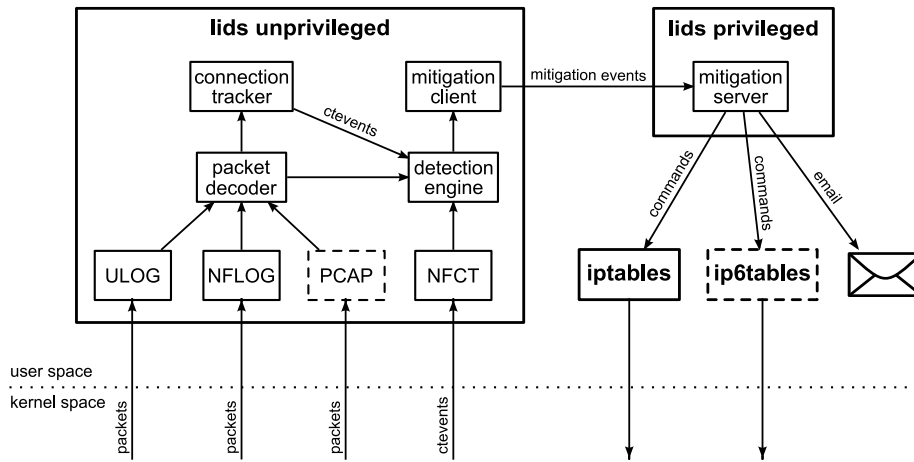 lids unprivileged
lids privileged
connection
tracker
mitigation
client
mitigation events
mitigation
server
ctevents
packet
decoder
detection
engine
commands
commands
email
ULOG
NFLOG
PCAP
NFCT
iptables
ip6tables
user space
kernel space
packets
packets
packets
ctevents